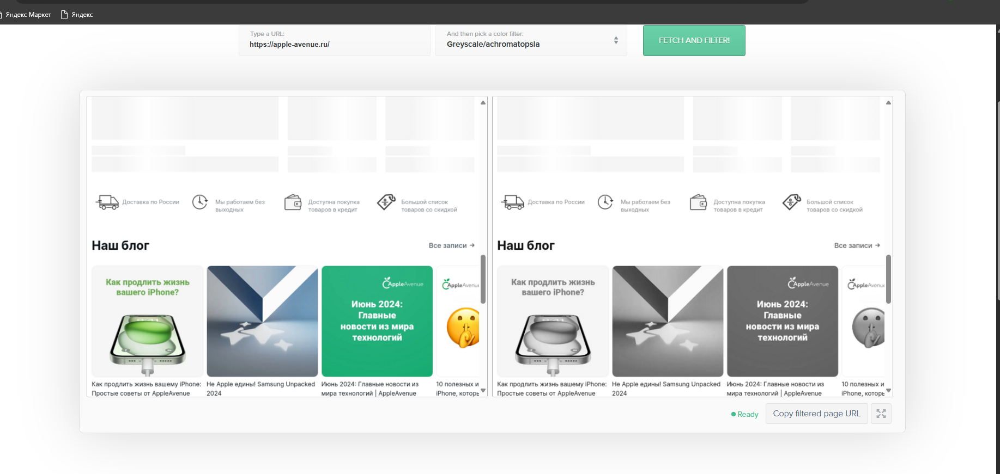 Яндекс Маркет
Яндекс
Type a URL:
https://apple-avenue.ru/
And then pick a color filter:
Greyscale/achromatopsia
FETCH AND FILTER!
Доставка по России
Мы работаем без
выходных
Доступна покупка
товаров в кредит
Большой список
товаров со скидкой
Наш блог
Все записи →
Как продлить жизнь
вашего iPhone?
AppleAvenue
Июнь 2024:
Главные
новости из мира
технологий
AppleAvenu
Как продлить жизнь вашему iPhone:
Простые советы от AppleAvenue
Не Apple едины! Samsung Unpacked
2024
Июнь 2024: Главные новости из
мира технологий | AppleAvenue
10 полезных и
iPhone, которь
Доставка по России
Мы работаем без
выходных
Доступна покупка
товаров в кредит
Большой список
товаров со скидкой
Наш блог
Все записи →
Как продлить жизнь
вашего iPhone?
AppleAvenue
Июнь 2024:
Главные
новости из мира
технологий
AppleAvenu
Как продлить жизнь вашему iPhone:
Простые советы от AppleAvenue
Не Apple едины! Samsung Unpacked
2024
Июнь 2024: Главные новости из
мира технологий | AppleAvenue
10 полезных и
iPhone, которь
Ready
Copy filtered page URL